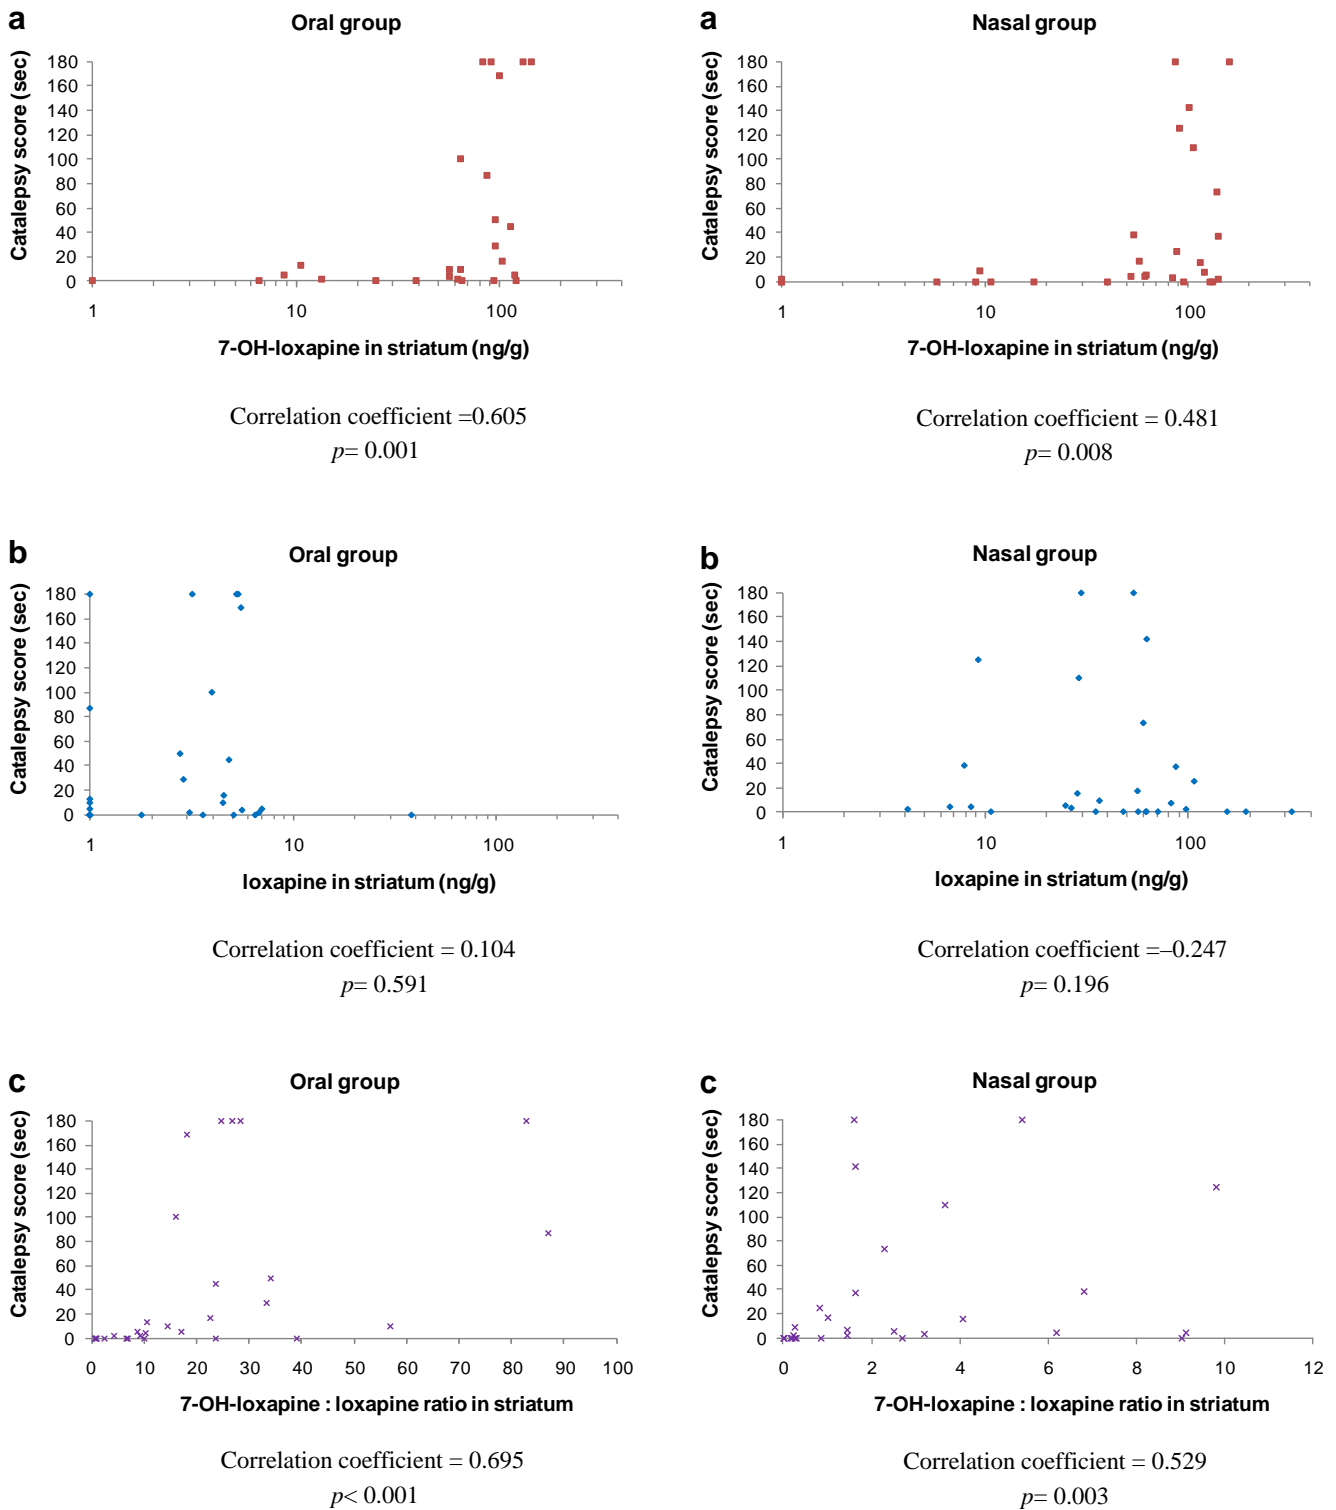 a
Oral group
Catalepsy score (sec)
180
160
140
120
100
80
60
40
20
0
1 10 100
7-OH-loxapine in striatum (ng/g)
Correlation coefficient =0.605
p= 0.001
a
Nasal group
Catalepsy score (sec)
180
160
140
120
100
80
60
40
20
0
1 10 100
7-OH-loxapine in striatum (ng/g)
Correlation coefficient = 0.481
p= 0.008
b
Oral group
Catalepsy score (sec)
180
160
140
120
100
80
60
40
20
0
1 10 100
loxapine in striatum (ng/g)
Correlation coefficient = 0.104
p= 0.591
b
Nasal group
Catalepsy score (sec)
180
160
140
120
100
80
60
40
20
0
1 10 100
loxapine in striatum (ng/g)
Correlation coefficient =–0.247
p= 0.196
c
Oral group
Catalepsy score (sec)
180
160
140
120
100
80
60
40
20
0
0 10 20 30 40 50 60 70 80 90 100
7-OH-loxapine : loxapine ratio in striatum
Correlation coefficient = 0.695
p< 0.001
c
Nasal group
Catalepsy score (sec)
180
160
140
120
100
80
60
40
20
0
0 2 4 6 8 10 12
7-OH-loxapine : loxapine ratio in striatum
Correlation coefficient = 0.529
p= 0.003